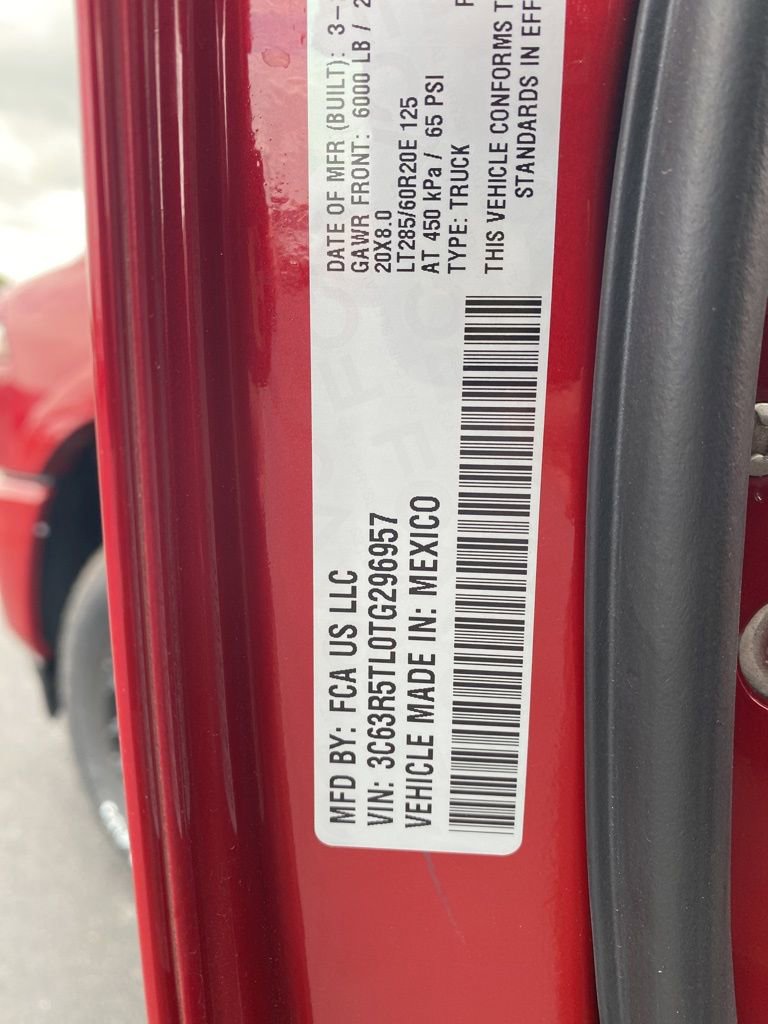 MFD BY: FCA US LLC
VIN: 3C63R5TL0TG296957
VEHICLE MADE IN: MEXICO
DATE OF MFR (BUILT): 3-
GAWR FRONT: 6000 LB / 2
20X8.0
LT285/60R20E 125
AT 450 kPa / 65 PSI
TYPE: TRUCK
THIS VEHICLE CONFORMS T
STANDARDS IN EFF